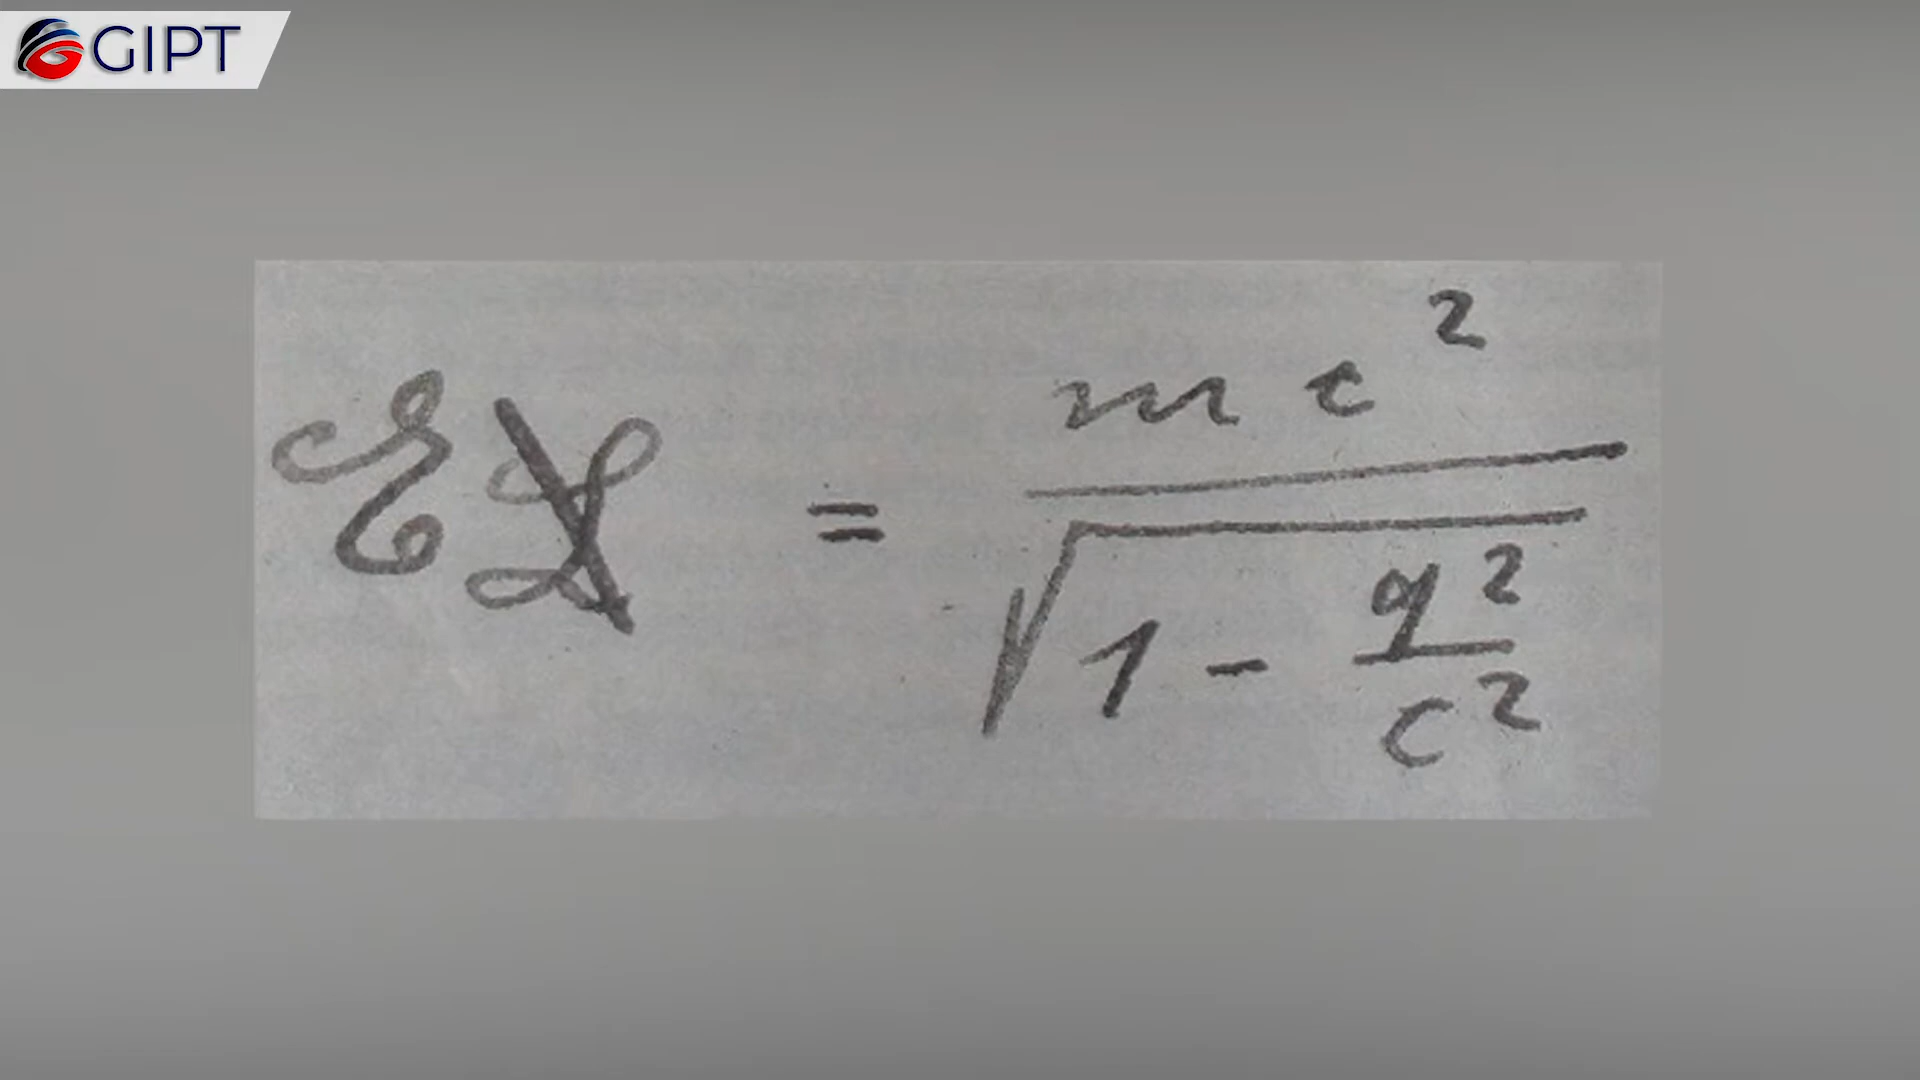 GIPT
E = mc² / √(1 - q²/c²)